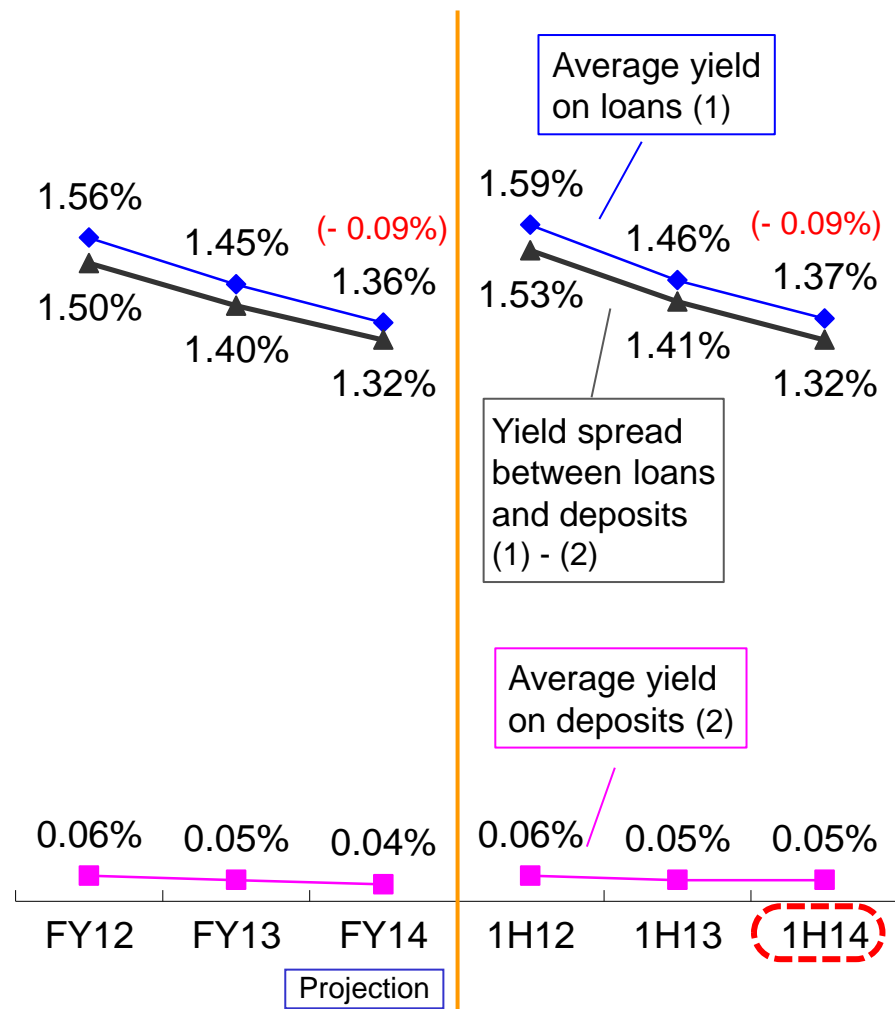 Average yield
on loans (1)
1.56%
1.45%
(- 0.09%)
1.36%
1.50%
1.40%
1.32%
1.59%
1.46%
(- 0.09%)
1.37%
1.53%
1.41%
1.32%
Yield spread
between loans
and deposits
(1) - (2)
Average yield
on deposits (2)
0.06%
0.05%
0.04%
0.06%
0.05%
0.05%
FY12
FY13
FY14
1H12
1H13
1H14
Projection